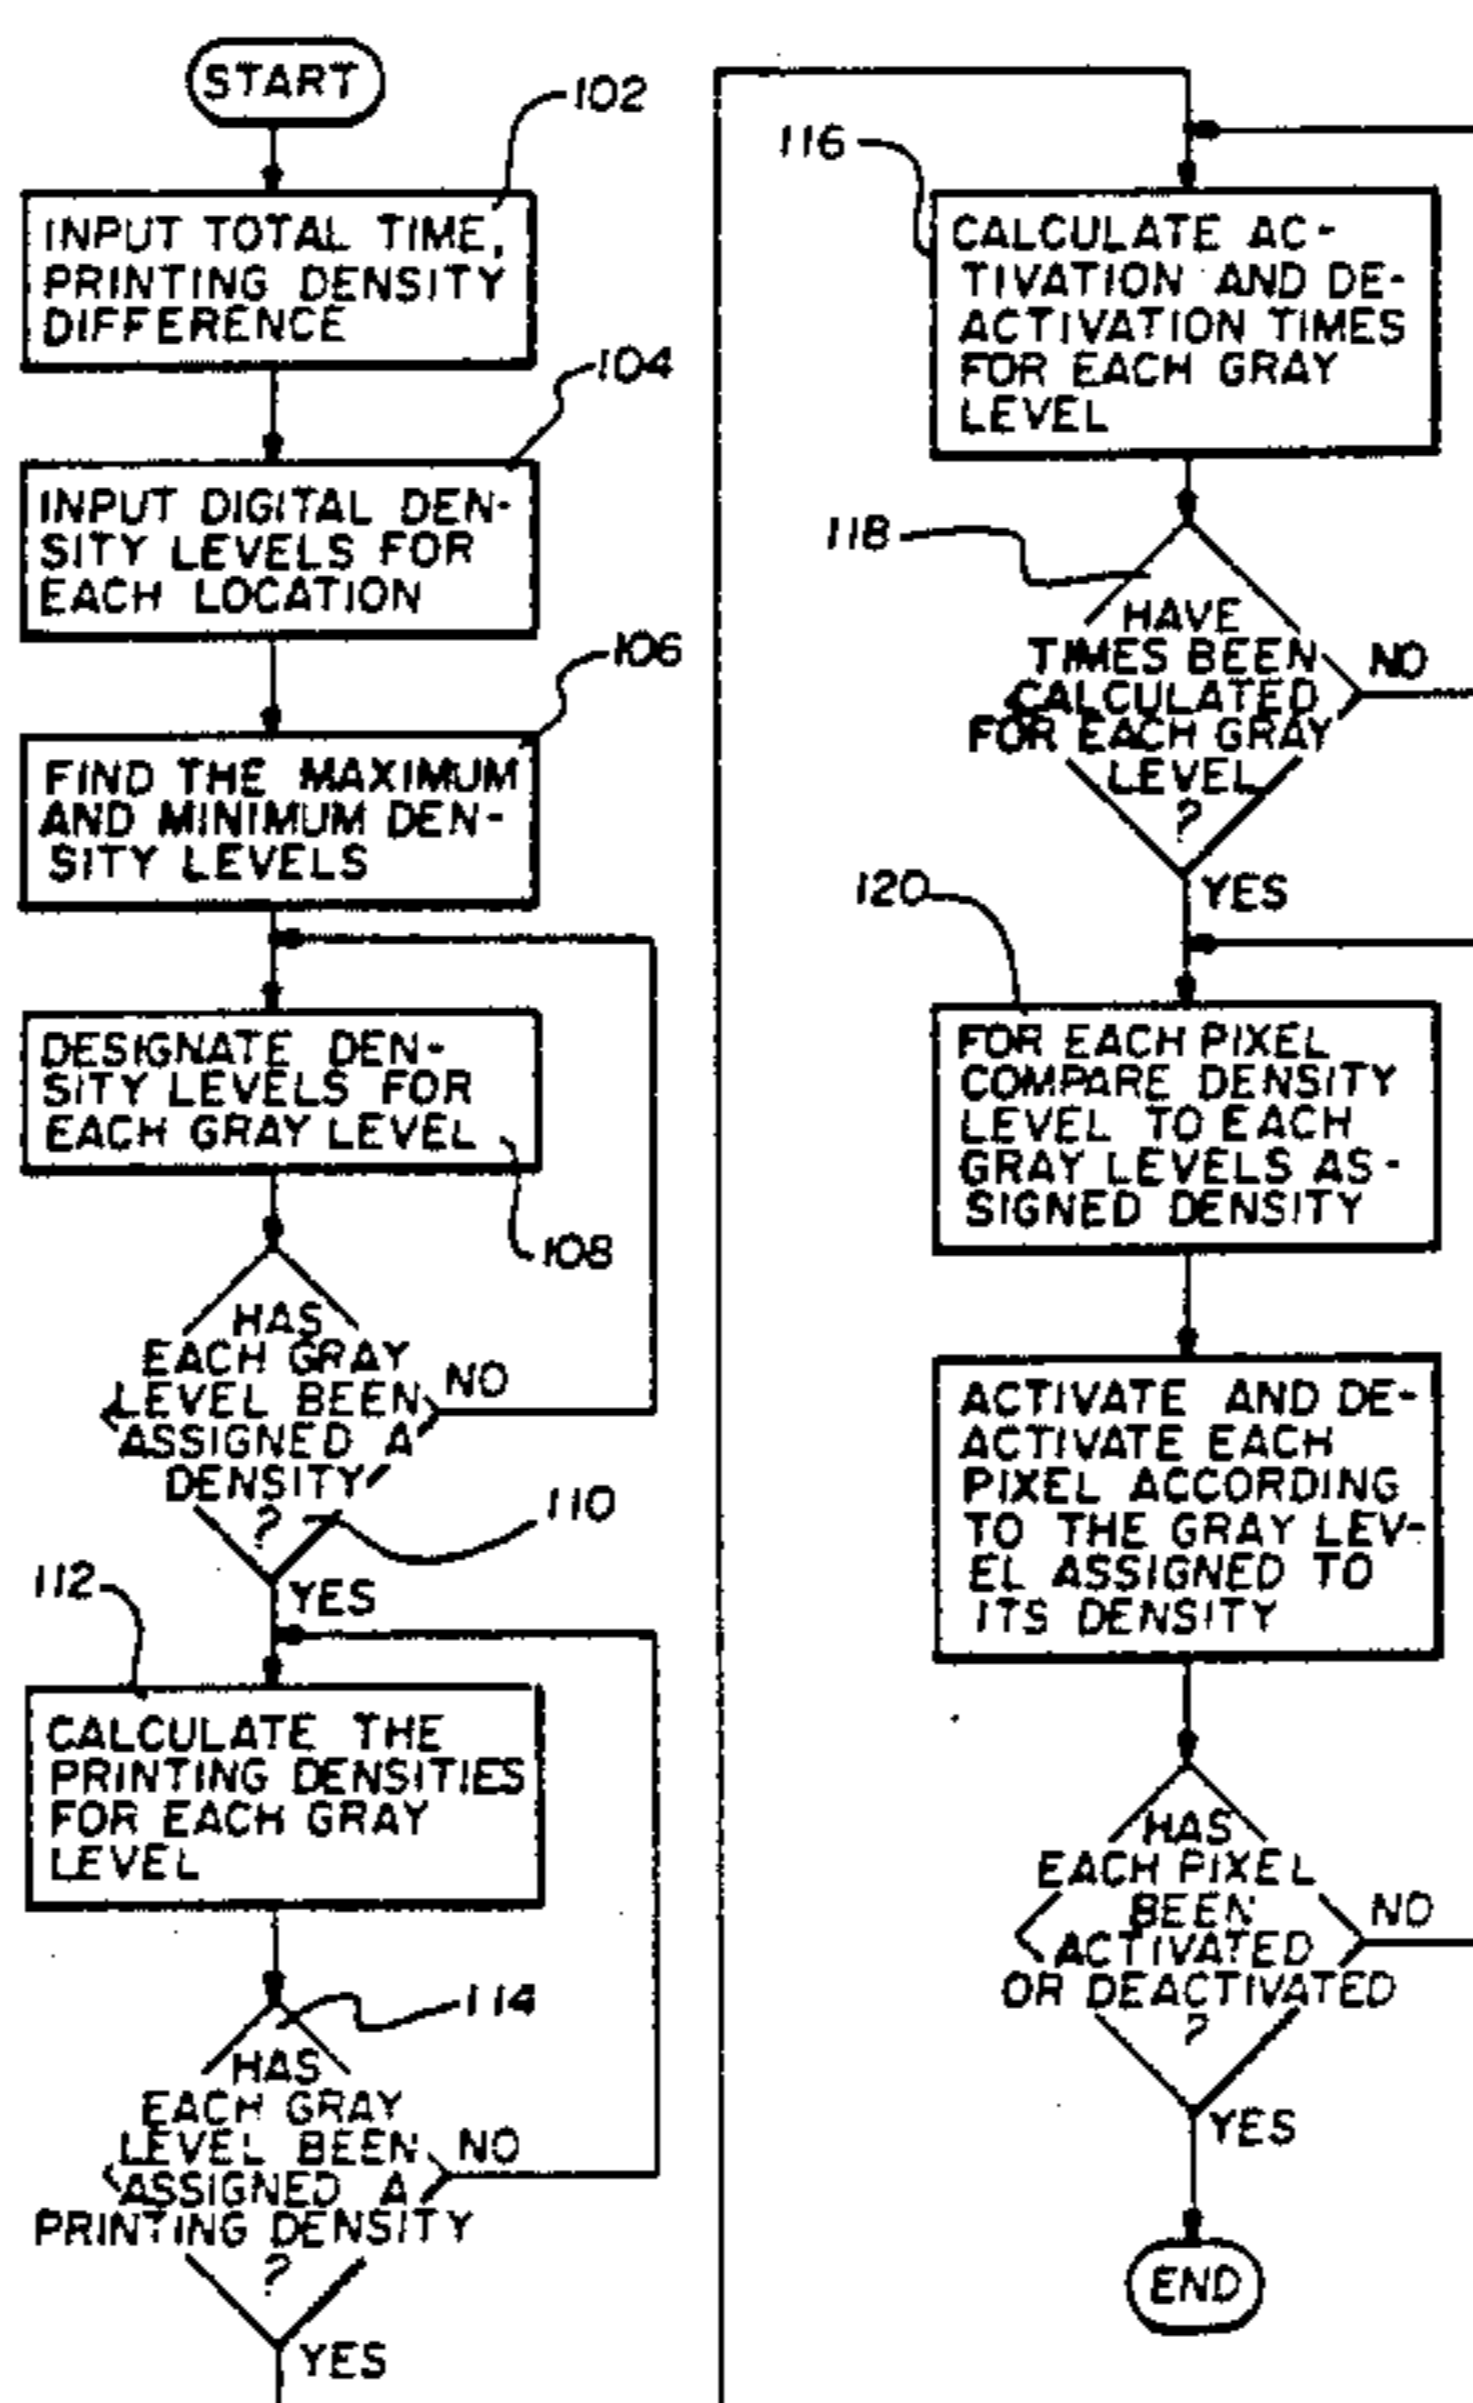 START
102
INPUT TOTAL TIME,
PRINTING DENSITY
DIFFERENCE
104
INPUT DIGITAL DEN-
SITY LEVELS FOR
EACH LOCATION
106
FIND THE MAXIMUM
AND MINIMUM DEN-
SITY LEVELS
DESIGNATE DEN-
SITY LEVELS FOR
EACH GRAY LEVEL
108
HAS
EACH GRAY
LEVEL BEEN
ASSIGNED A
DENSITY
?
NO
110
YES
112
CALCULATE THE
PRINTING DENSITIES
FOR EACH GRAY
LEVEL
114
HAS
EACH GRAY
LEVEL BEEN
ASSIGNED A
PRINTING DENSITY
?
NO
YES
116
CALCULATE AC-
TIVATION AND DE-
ACTIVATION TIMES
FOR EACH GRAY
LEVEL
118
HAVE
TIMES BEEN
CALCULATED
FOR EACH GRAY
LEVEL
?
NO
YES
120
FOR EACH PIXEL
COMPARE DENSITY
LEVEL TO EACH
GRAY LEVELS AS-
SIGNED DENSITY
ACTIVATE AND DE-
ACTIVATE EACH
PIXEL ACCORDING
TO THE GRAY LEV-
EL ASSIGNED TO
ITS DENSITY
HAS
EACH PIXEL
BEEN
ACTIVATED
OR DEACTIVATED
?
NO
YES
END